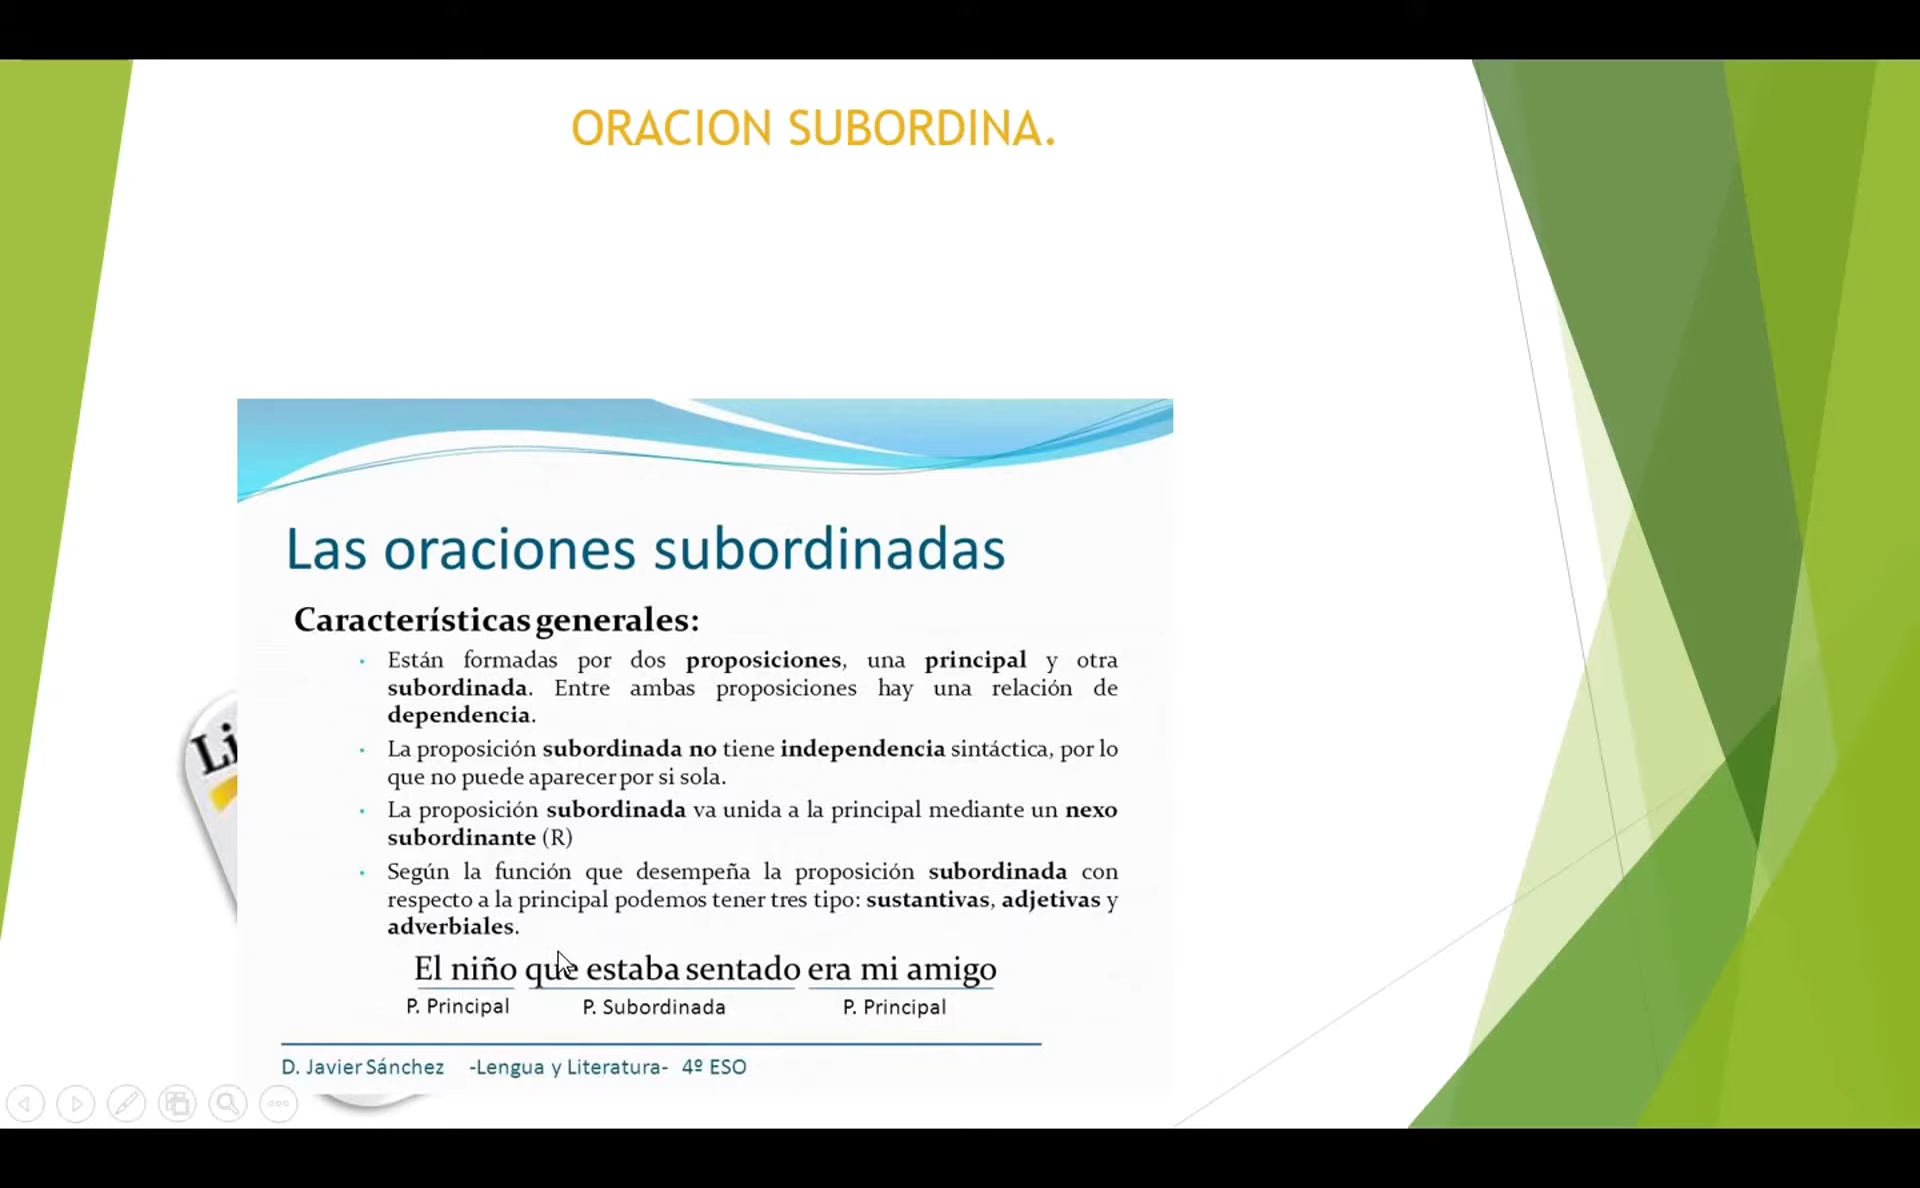 ORACION SUBORDINA.
Las oraciones subordinadas
Características generales:
Están formadas por dos proposiciones, una principal y otra
subordinada. Entre ambas proposiciones hay una relación de
dependencia.
La proposición subordinada no tiene independencia sintáctica, por lo
que no puede aparecer por si sola.
La proposición subordinada va unida a la principal mediante un nexo
subordinante (R)
Según la función que desempeña la proposición subordinada con
respecto a la principal podemos tener tres tipo: sustantivas, adjetivas y
adverbiales.
El niño que estaba sentado era mi amigo
P. Principal P. Subordinada P. Principal
D. Javier Sánchez -Lengua y Literatura- 4º ESO
Li